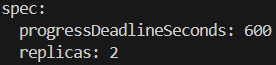 spec:
  progressDeadlineSeconds: 600
  replicas: 2